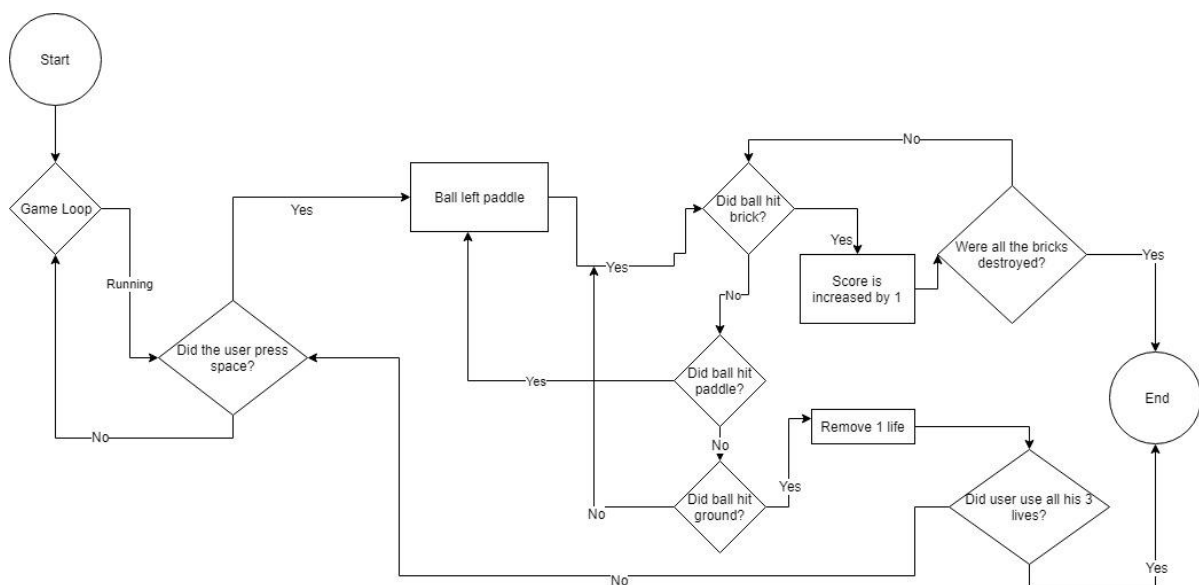 Start
Game Loop
Running
Did the user press
space?
No
Yes
Ball left paddle
Yes
Did ball hit
brick?
No
Yes
Score is
increased by 1
Were all the bricks
destroyed?
Yes
No
Did ball hit
paddle?
Yes
No
Did ball hit
ground?
No
Yes
Remove 1 life
Did user use all his 3
lives?
No
Yes
End